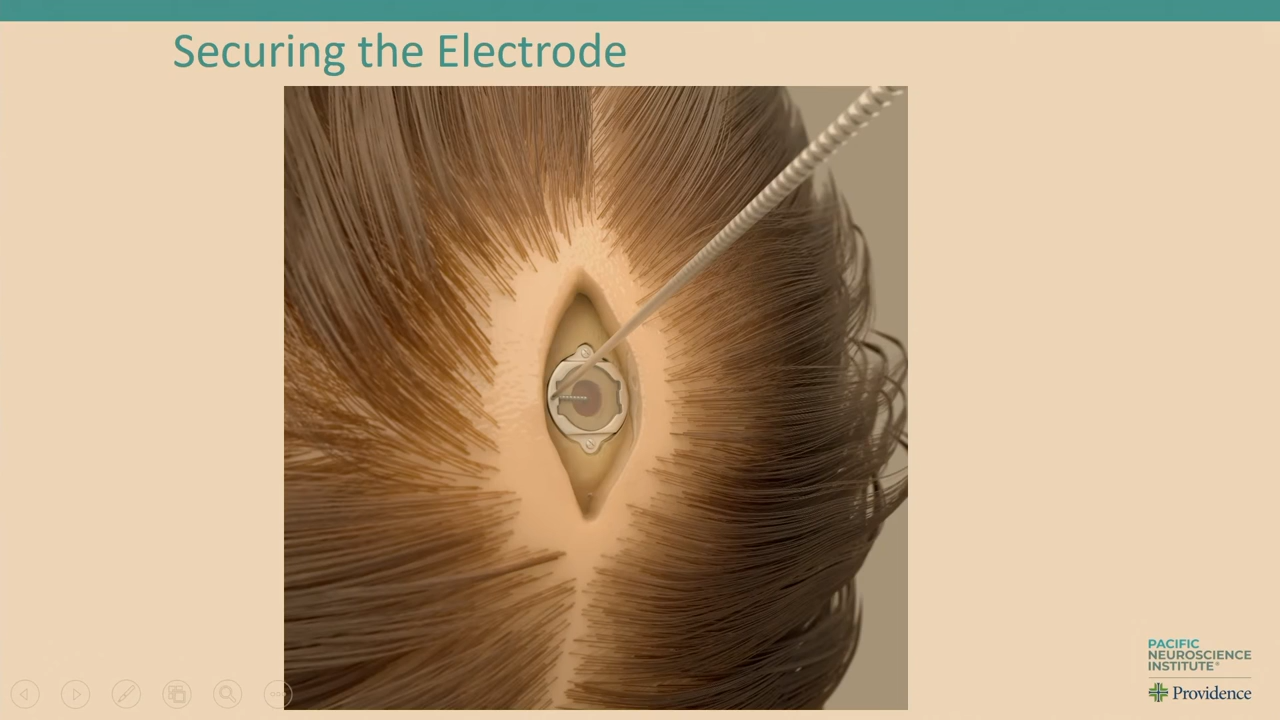 Securing the Electrode
PACIFIC
NEUROSCIENCE
INSTITUTE®
Providence